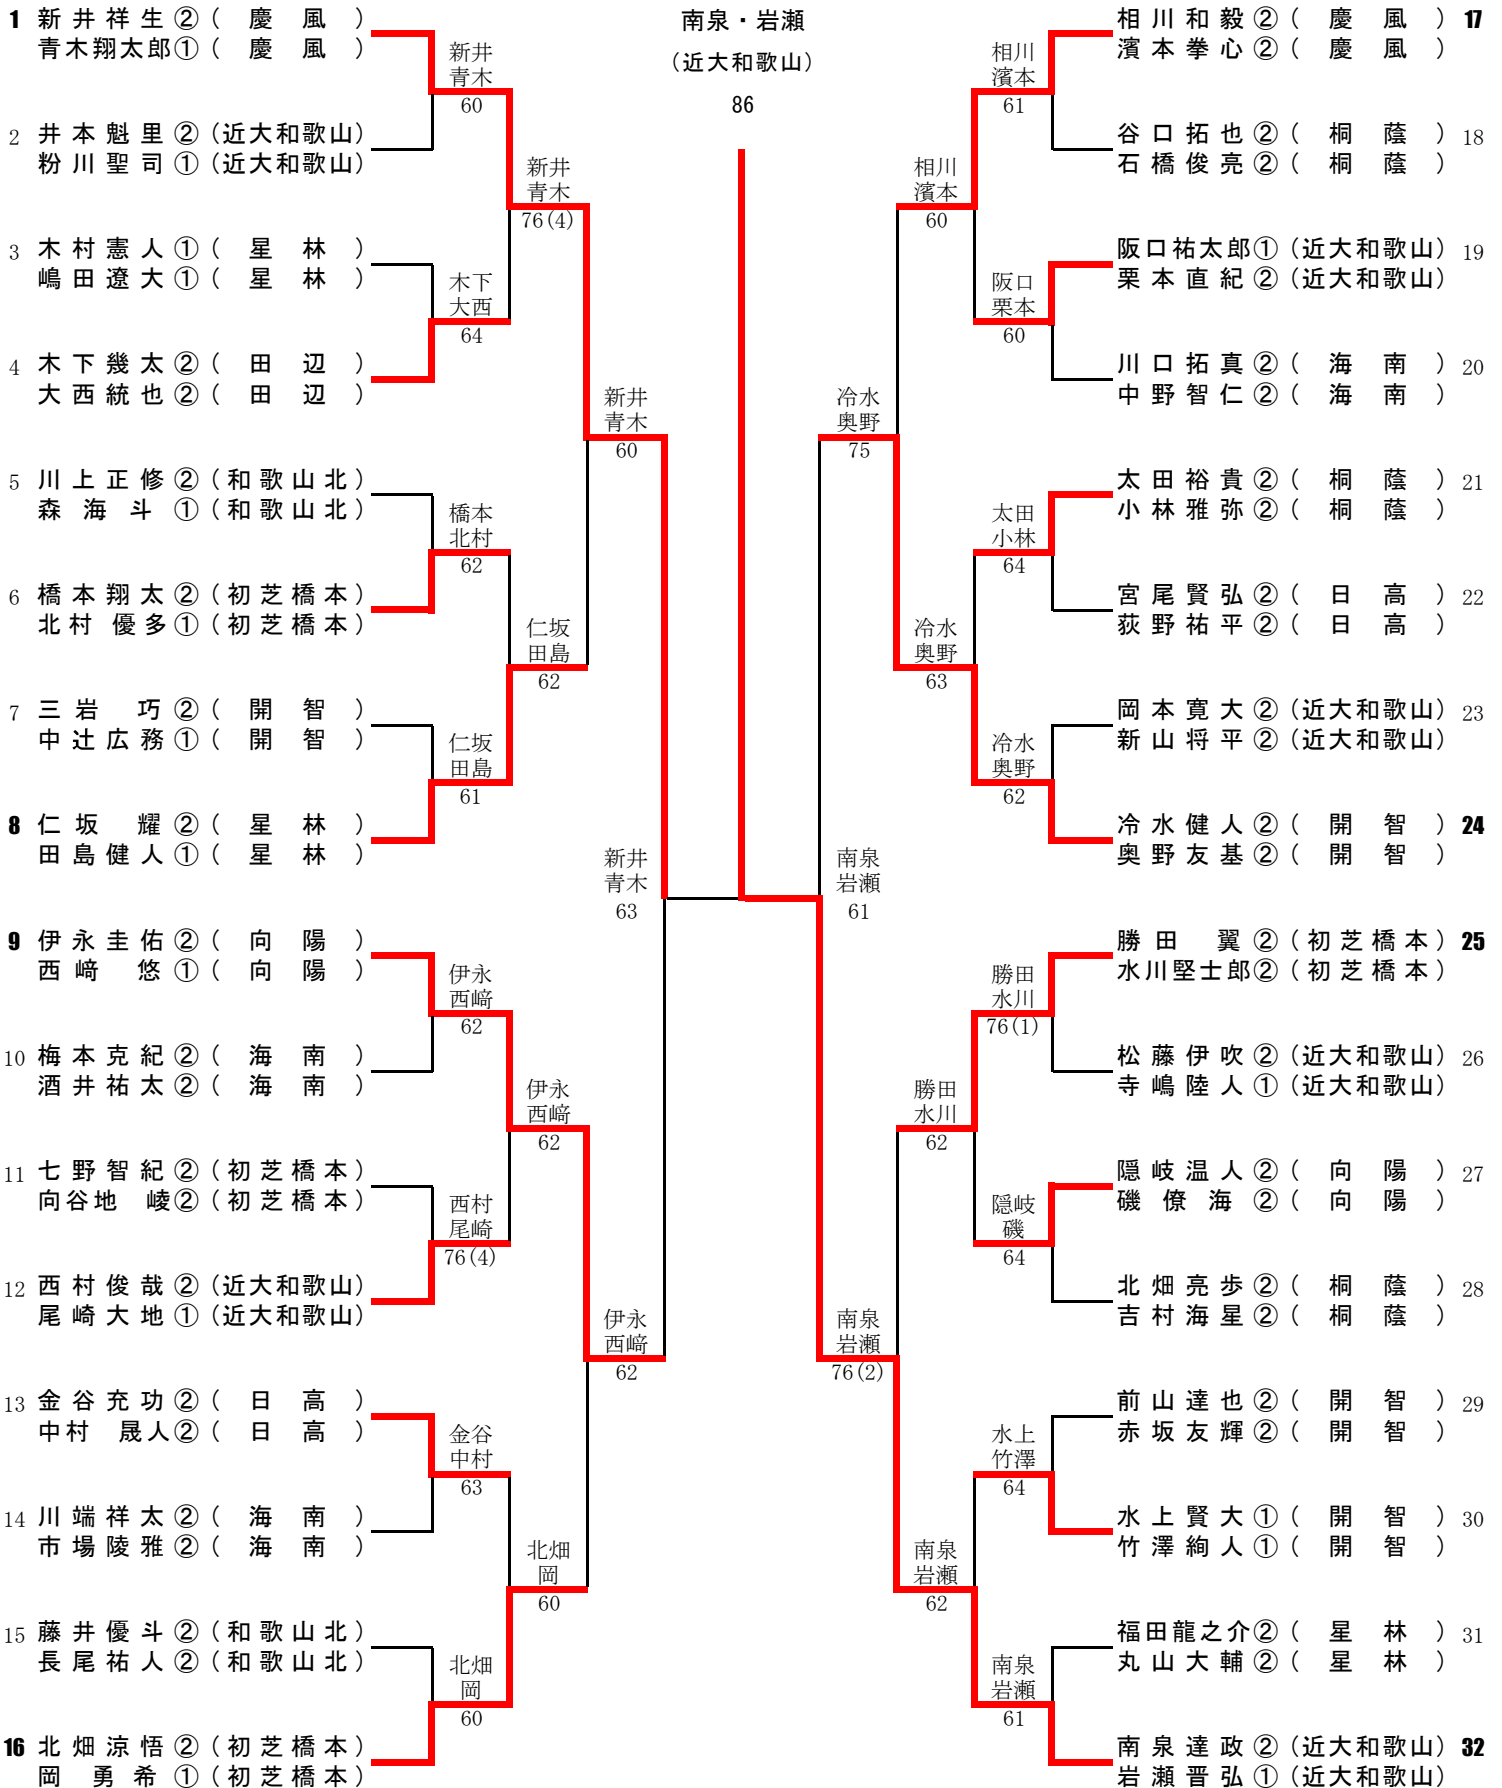 南泉・岩瀬
(近大和歌山)
86
1 新井祥生②(慶風)
青木翔太郎①(慶風)
2 井本魁里②(近大和歌山)
粉川聖司①(近大和歌山)
3 木村憲人①(星林)
嶋田遼大①(星林)
4 木下幾太②(田辺)
大西統也②(田辺)
5 川上正修②(和歌山北)
森海斗①(和歌山北)
6 橋本翔太②(初芝橋本)
北村優多①(初芝橋本)
7 三岩巧②(開智)
中辻広務①(開智)
8 仁坂耀②(星林)
田島健人①(星林)
9 伊永圭佑②(向陽)
西﨑悠①(向陽)
10 梅本克紀②(海南)
酒井祐太②(海南)
11 七野智紀②(初芝橋本)
向谷地崚②(初芝橋本)
12 西村俊哉②(近大和歌山)
尾崎大地①(近大和歌山)
13 金谷充功②(日高)
中村晟人②(日高)
14 川端祥太②(海南)
市場陵雅②(海南)
15 藤井優斗②(和歌山北)
長尾祐人②(和歌山北)
16 北畑涼悟②(初芝橋本)
岡勇希①(初芝橋本)
新井
青木
60
木下
大西
64
橋本
北村
62
仁坂
田島
61
伊永
西﨑
62
西村
尾崎
76(4)
金谷
中村
63
北畑
岡
60
新井
青木
76(4)
仁坂
田島
62
伊永
西﨑
62
北畑
岡
60
新井
青木
60
伊永
西﨑
62
新井
青木
63
南泉
岩瀬
61
冷水
奥野
75
南泉
岩瀬
76(2)
相川
濱本
60
冷水
奥野
63
勝田
水川
62
南泉
岩瀬
62
相川
濱本
61
阪口
栗本
60
太田
小林
64
冷水
奥野
62
勝田
水川
76(1)
隠岐
磯
64
水上
竹澤
64
南泉
岩瀬
61
相川和毅②(慶風) 17
濱本拳心②(慶風)
谷口拓也②(桐蔭) 18
石橋俊亮②(桐蔭)
阪口祐太郎①(近大和歌山) 19
栗本直紀②(近大和歌山)
川口拓真②(海南) 20
中野智仁②(海南)
太田裕貴②(桐蔭) 21
小林雅弥②(桐蔭)
宮尾賢弘②(日高) 22
荻野祐平②(日高)
岡本寛大②(近大和歌山) 23
新山将平②(近大和歌山)
冷水健人②(開智) 24
奥野友基②(開智)
勝田翼②(初芝橋本) 25
水川堅士郎②(初芝橋本)
松藤伊吹②(近大和歌山) 26
寺嶋陸人①(近大和歌山)
隠岐温人②(向陽) 27
磯僚海②(向陽)
北畑亮歩②(桐蔭) 28
吉村海星②(桐蔭)
前山達也②(開智) 29
赤坂友輝②(開智)
水上賢大①(開智) 30
竹澤絢人①(開智)
福田龍之介②(星林) 31
丸山大輔②(星林)
南泉達政②(近大和歌山) 32
岩瀬晋弘①(近大和歌山)